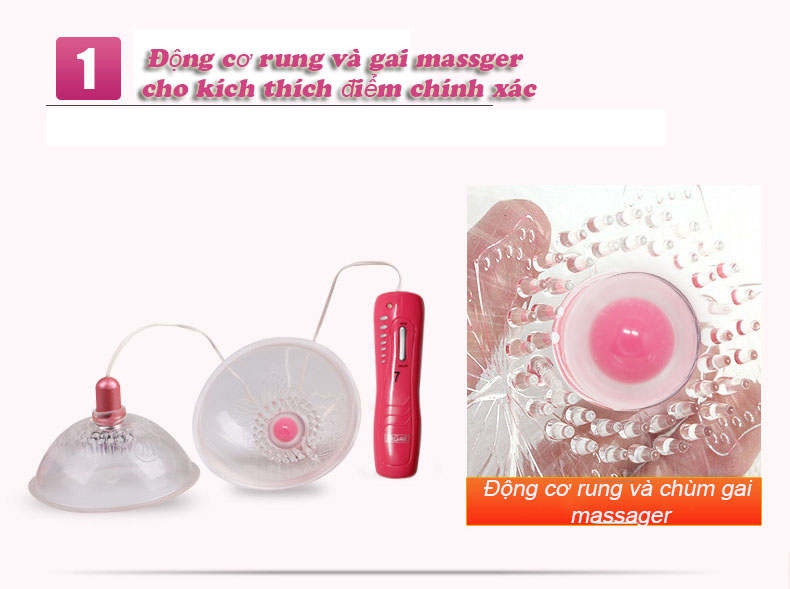 1
Động cơ rung và gai massger
cho kích thích điểm chính xác
7
Động cơ rung và chùm gai
massager